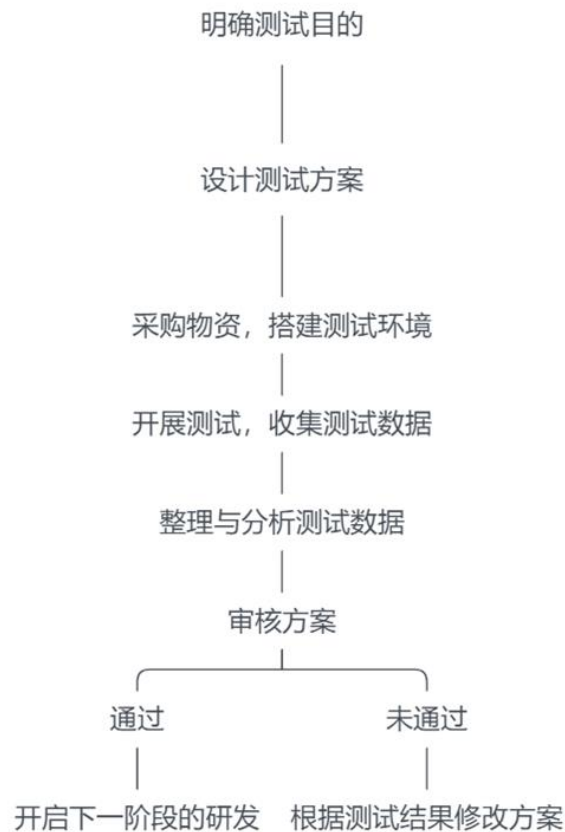 明确测试目的
设计测试方案
采购物资，搭建测试环境
开展测试，收集测试数据
整理与分析测试数据
审核方案
通过
未通过
开启下一阶段的研发
根据测试结果修改方案